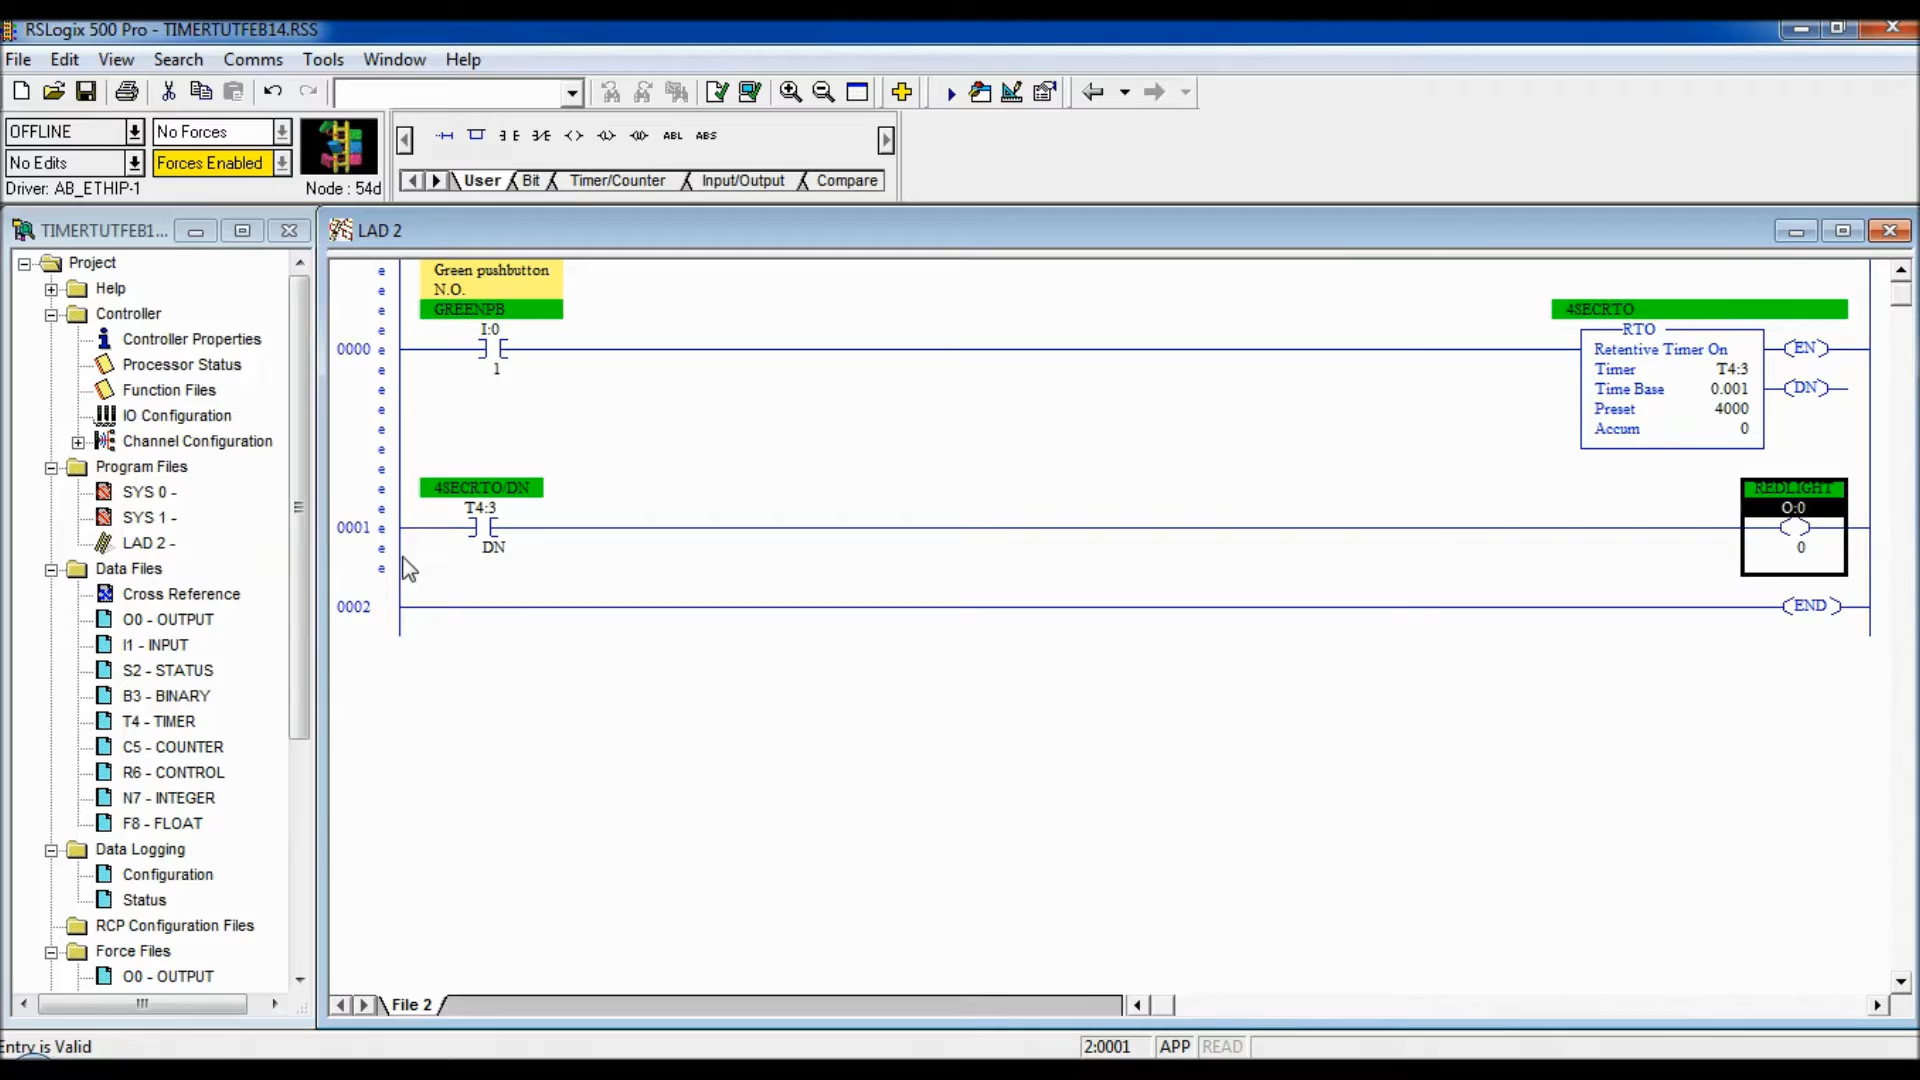 RSLogix 500 Pro - TIMERTUTFEB14.RSS
File Edit View Search Comms Tools Window Help
OFFLINE No Forces
No Edits Forces Enabled
Driver: AB_ETHIP-1 Node : 54d
ABL ABS
User Bit Timer/Counter Input/Output Compare
TIMERTUTFEB1...
Project
Help
Controller
Controller Properties
Processor Status
Function Files
IO Configuration
Channel Configuration
Program Files
SYS 0 -
SYS 1 -
LAD 2 -
Data Files
Cross Reference
O0 - OUTPUT
I1 - INPUT
S2 - STATUS
B3 - BINARY
T4 - TIMER
C5 - COUNTER
R6 - CONTROL
N7 - INTEGER
F8 - FLOAT
Data Logging
Configuration
Status
RCP Configuration Files
Force Files
O0 - OUTPUT
LAD 2
e
e
e
e
0000 e
e
e
e
e
e
e
e
e
0001 e
e
e
0002
Green pushbutton
N.O.
GREENPB
I:0
1
4SECRTO
RTO
Retentive Timer On
Timer T4:3
Time Base 0.001
Preset 4000
Accum 0
EN
DN
4SECRTO/DN
T4:3
DN
REDLIGHT
O:0
0
END
File 2
Entry is Valid
2:0001 APP READ